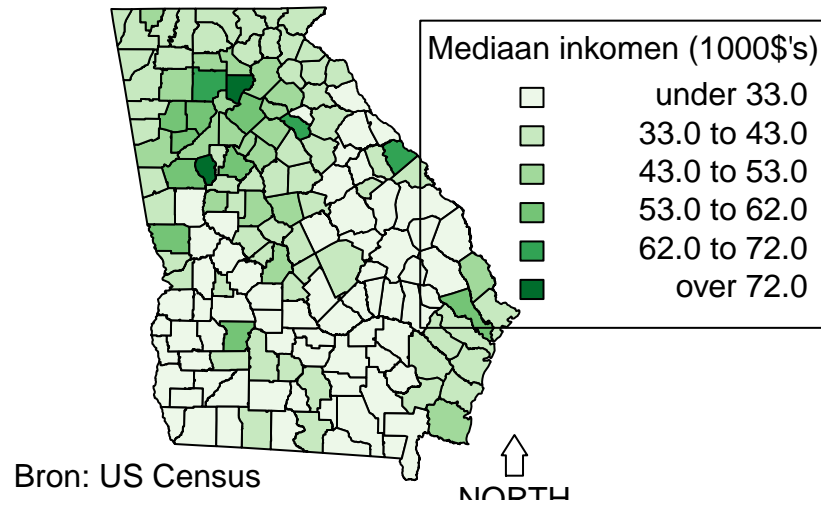 Mediaan inkomen (1000$'s)
under 33.0
33.0 to 43.0
43.0 to 53.0
53.0 to 62.0
62.0 to 72.0
over 72.0
Bron: US Census
NORTH